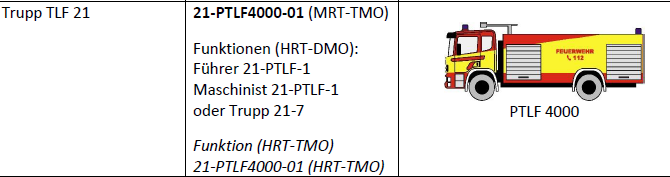 Trupp TLF 21
21-PTLF4000-01 (MRT-TMO)
Funktionen (HRT-DMO):
Führer 21-PTLF-1
Maschinist 21-PTLF-1
oder Trupp 21-7
Funktion (HRT-TMO)
21-PTLF4000-01 (HRT-TMO)
FEUERWEHR
112
PTLF 4000